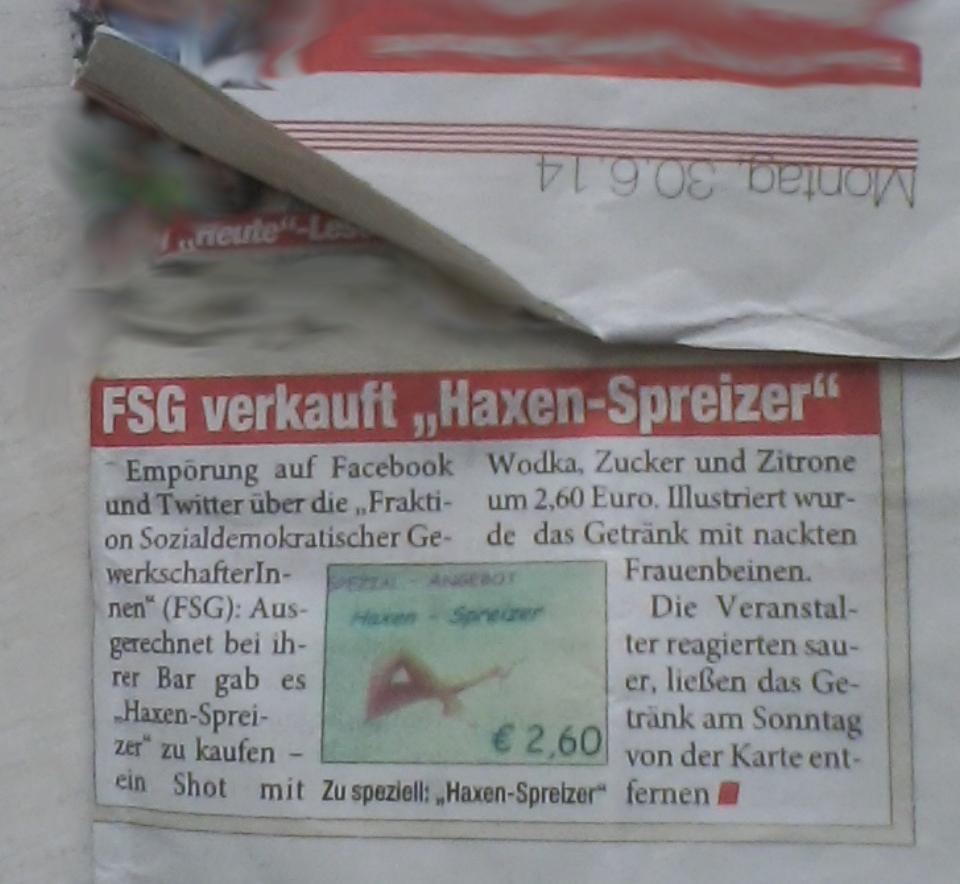 Montag, 30.6.14
„Heute“
FSG verkauft „Haxen-Spreizer“
Empörung auf Facebook
und Twitter über die „Frakti-
on Sozialdemokratischer Ge-
werkschafterIn-
nen“ (FSG): Aus-
gerechnet bei ih-
rer Bar gab es
„Haxen-Sprei-
zer“ zu kaufen –
ein Shot mit
Wodka, Zucker und Zitrone
um 2,60 Euro. Illustriert wur-
de das Getränk mit nackten
Frauenbeinen.
Die Veranstal-
ter reagierten sau-
er, ließen das Ge-
tränk am Sonntag
von der Karte ent-
fernen
SPEZIAL - ANGEBOT
Haxen - Spreizer
€ 2,60
Zu speziell: „Haxen-Spreizer“